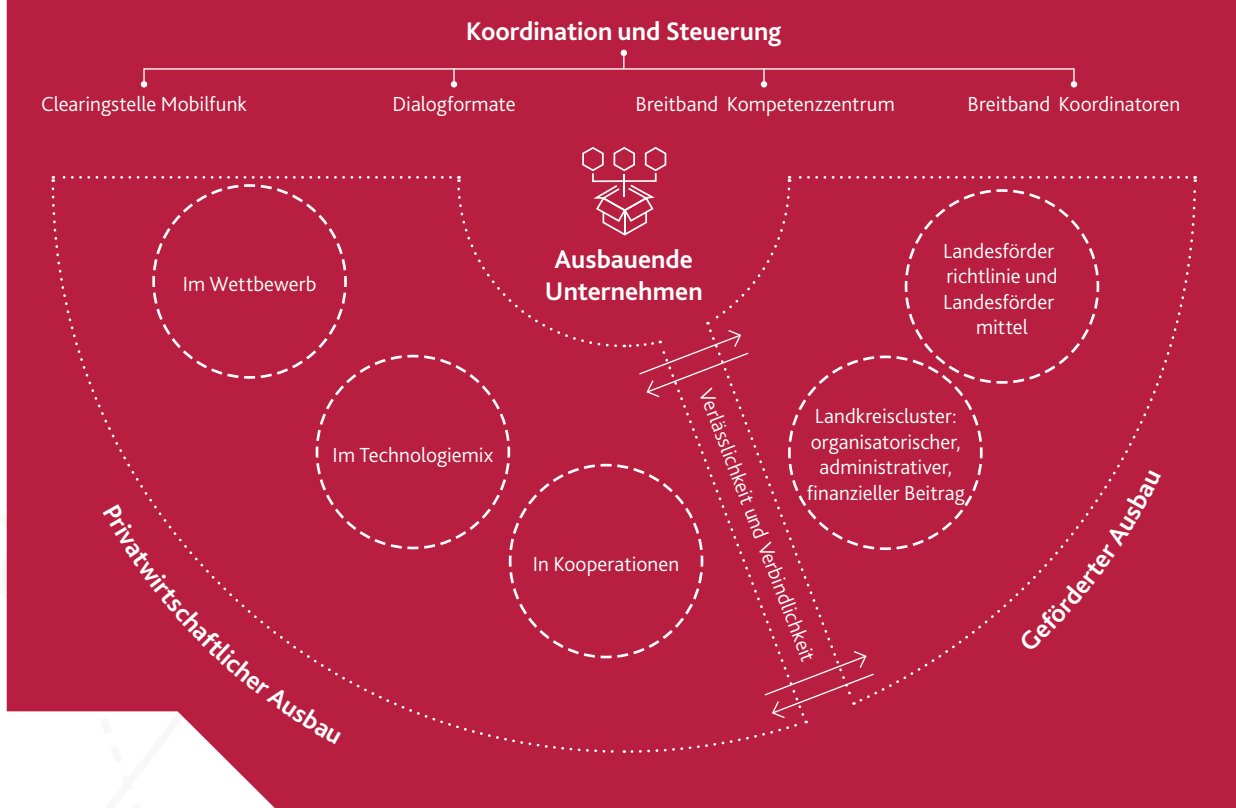 Koordination und Steuerung
Clearingstelle Mobilfunk
Dialogformate
Breitband Kompetenzzentrum
Breitband Koordinatoren
Ausbauende
Unternehmen
Im Wettbewerb
Im Technologiemix
In Kooperationen
Privatwirtschaftlicher Ausbau
Verlässlichkeit und Verbindlichkeit
Landesförder
richtlinie und
Landesförder
mittel
Landkreiscluster:
organisatorischer,
administrativer,
finanzieller Beitrag
Geförderter Ausbau